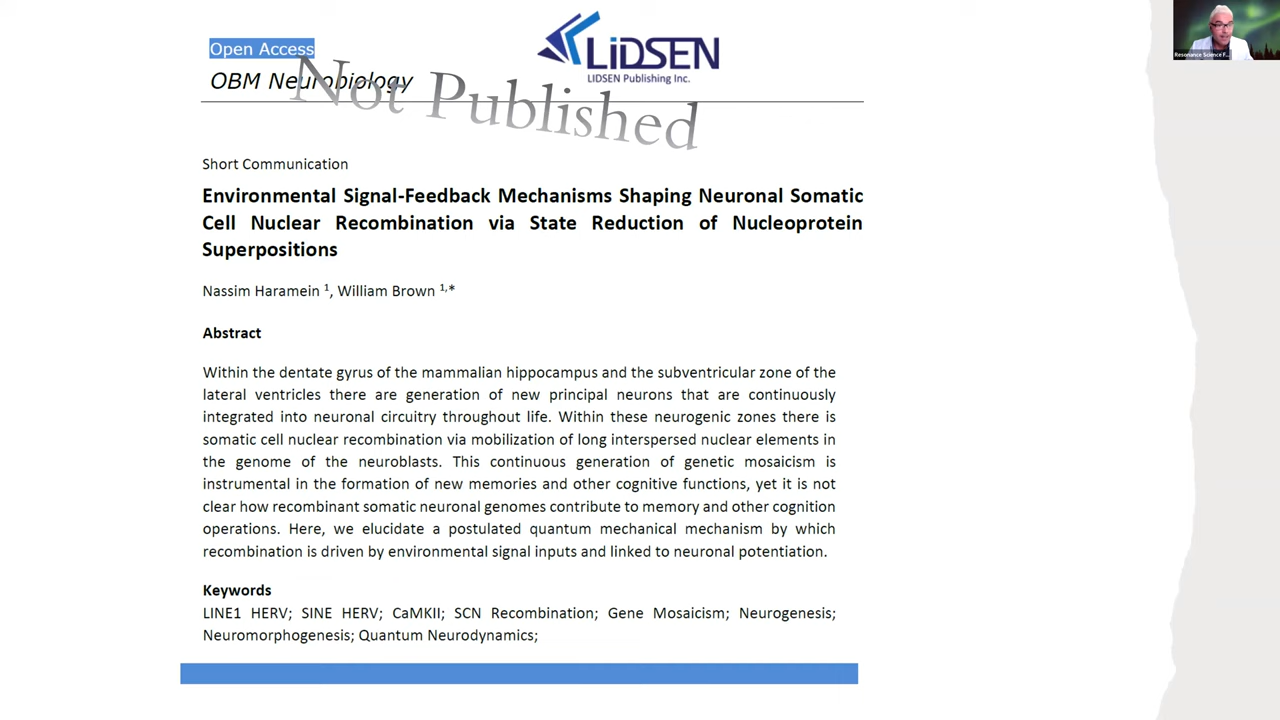 Open Access
LIDSEN
LIDSEN Publishing Inc.
OBM Neurobiology
Not Published
Resonance Science F...
Short Communication
Environmental Signal-Feedback Mechanisms Shaping Neuronal Somatic
Cell Nuclear Recombination via State Reduction of Nucleoprotein
Superpositions
Nassim Haramein 1, William Brown 1,*
Abstract
Within the dentate gyrus of the mammalian hippocampus and the subventricular zone of the
lateral ventricles there are generation of new principal neurons that are continuously
integrated into neuronal circuitry throughout life. Within these neurogenic zones there is
somatic cell nuclear recombination via mobilization of long interspersed nuclear elements in
the genome of the neuroblasts. This continuous generation of genetic mosaicism is
instrumental in the formation of new memories and other cognitive functions, yet it is not
clear how recombinant somatic neuronal genomes contribute to memory and other cognition
operations. Here, we elucidate a postulated quantum mechanical mechanism by which
recombination is driven by environmental signal inputs and linked to neuronal potentiation.
Keywords
LINE1 HERV; SINE HERV; CaMKII; SCN Recombination; Gene Mosaicism; Neurogenesis;
Neuromorphogenesis; Quantum Neurodynamics;